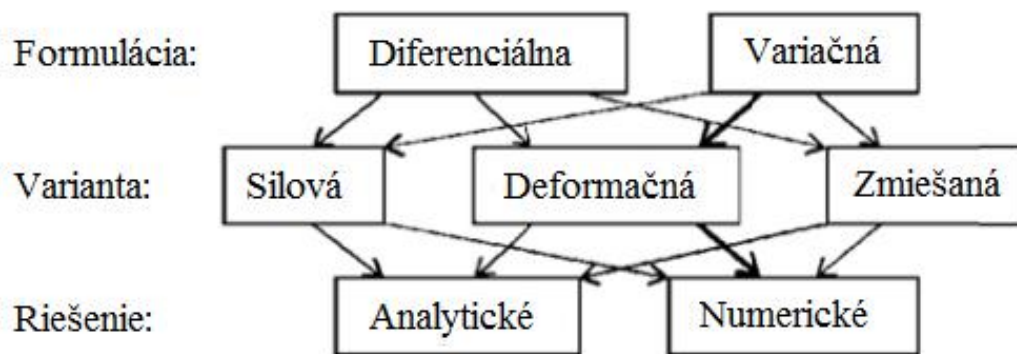 Formulácia: Diferenciálna Variačná
Varianta: Silová Deformačná Zmiešaná
Riešenie: Analytické Numerické